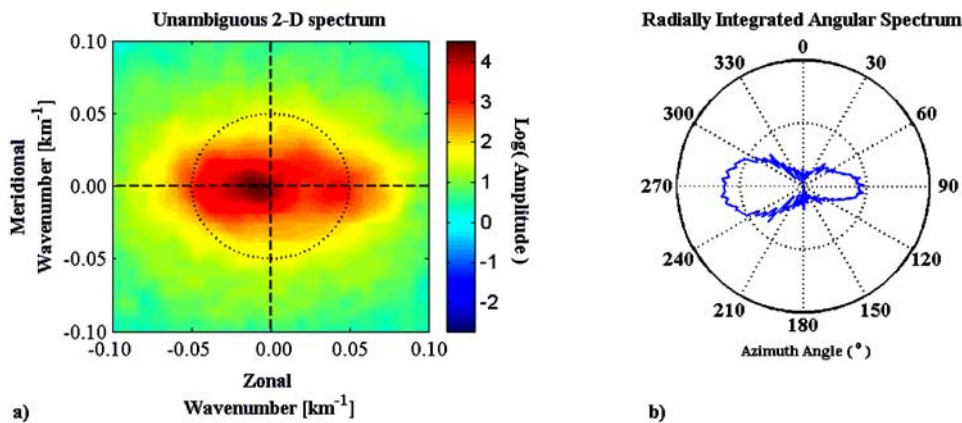 Unambiguous 2-D spectrum
0.10
0.05
0.00
-0.05
-0.10
Meridional
Wavenumber [km-1]
-0.10
-0.05
0.00
0.05
0.10
Zonal
Wavenumber [km-1]
4
3
2
1
0
-1
-2
Log( Amplitude )
a)
Radially Integrated Angular Spectrum
0
30
60
90
120
150
180
210
240
270
300
330
Azimuth Angle ( ° )
b)